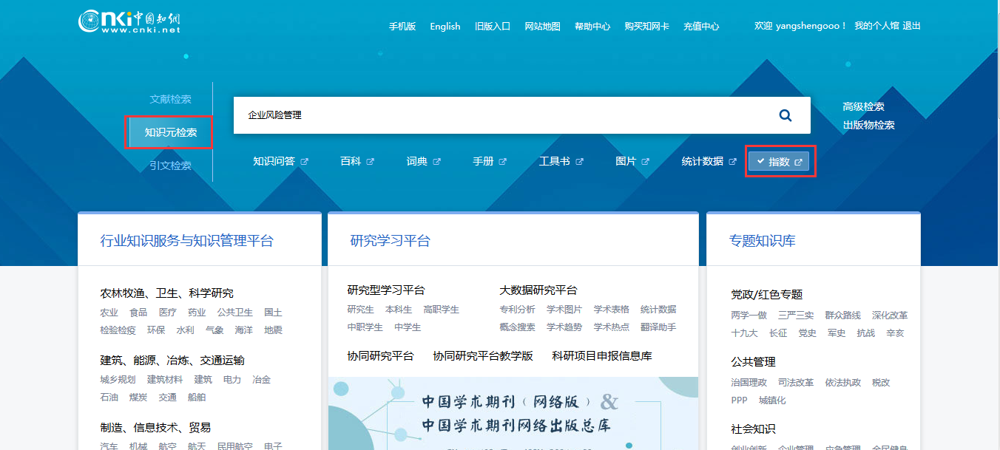 cnki中国知网
www.cnki.net
手机版 English 旧版入口 网站地图 帮助中心 购买知网卡 充值中心 欢迎 yangshengooo！ 我的个人馆 退出
文献检索
知识元检索
引文检索
企业风险管理
高级检索
出版物检索
知识问答 百科 词典 手册 工具书 图片 统计数据 指数
行业知识服务与知识管理平台
农林牧渔、卫生、科学研究
农业 食品 医疗 药业 公共卫生 国土
检验检疫 环保 水利 气象 海洋 地震
建筑、能源、冶炼、交通运输
城乡规划 建筑材料 建筑 电力 冶金
石油 煤炭 交通 船舶
制造、信息技术、贸易
汽车 机械 航空 航天 民用航空 电子
研究学习平台
研究型学习平台
研究生 本科生 高职学生
中职学生 中学生
大数据研究平台
专利分析 学术图片 学术表格 统计数据
概念搜索 学术趋势 学术热点 翻译助手
协同研究平台 协同研究平台教学版 科研项目申报信息库
中国学术期刊（网络版）&
中国学术期刊网络出版总库
专题知识库
党政/红色专题
两学一做 三严三实 群众路线 深化改革
十九大 长征 党史 军史 抗战 辛亥
公共管理
治国理政 司法改革 依法执政 税改
PPP 城镇化
社会知识
创业创新 企业管理 应急管理 全民健身